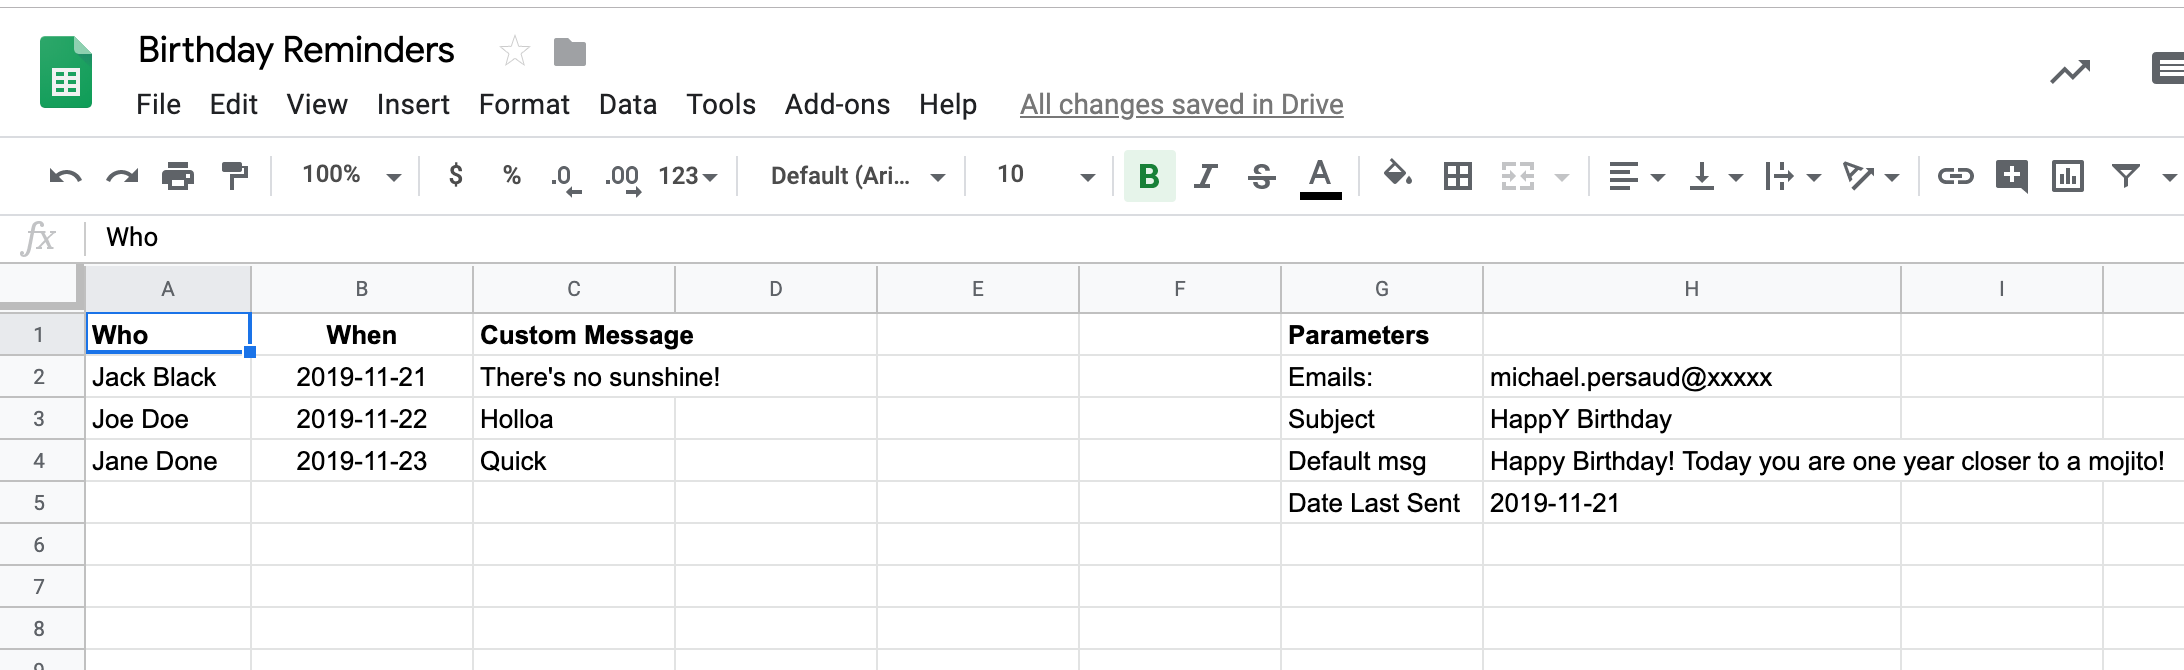 Birthday Reminders
File Edit View Insert Format Data Tools Add-ons Help All changes saved in Drive
100% $ % .0 .00 123 Default (Ari... 10 B I S A
fx Who
A B C D E F G H I
1 Who When Custom Message Parameters
2 Jack Black 2019-11-21 There's no sunshine! Emails: michael.persaud@xxxxx
3 Joe Doe 2019-11-22 Holloa Subject HappY Birthday
4 Jane Done 2019-11-23 Quick Default msg Happy Birthday! Today you are one year closer to a mojito!
5 Date Last Sent 2019-11-21
6
7
8
9